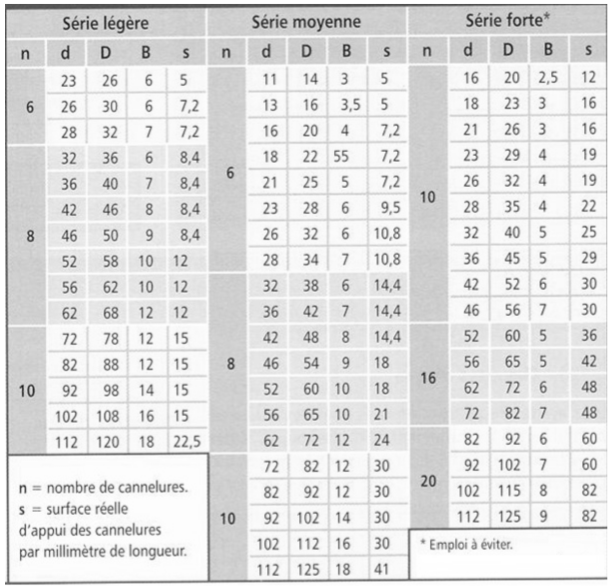 Série légère Série moyenne Série forte*
n d D B s n d D B s n d D B s
23 26 6 5 11 14 3 5 16 20 2,5 12
6 26 30 6 7,2 13 16 3,5 5 18 23 3 16
28 32 7 7,2 16 20 4 7,2 21 26 3 16
32 36 6 8,4 18 22 55 7,2 23 29 4 19
36 40 7 8,4 6 21 25 5 7,2 26 32 4 19
42 46 8 8,4 23 28 6 9,5 10 28 35 4 22
8 46 50 9 8,4 26 32 6 10,8 32 40 5 25
52 58 10 12 28 34 7 10,8 36 45 5 29
56 62 10 12 32 38 6 14,4 42 52 6 30
62 68 12 12 36 42 7 14,4 46 56 7 30
72 78 12 15 42 48 8 14,4 52 60 5 36
82 88 12 15 8 46 54 9 18 56 65 5 42
10 92 98 14 15 52 60 10 18 16 62 72 6 48
102 108 16 15 56 65 10 21 72 82 7 48
112 120 18 22,5 62 72 12 24 82 92 6 60
72 82 12 30 92 102 7 60
n = nombre de cannelures. 82 92 12 30 20 102 115 8 82
s = surface réelle 10 92 102 14 30 112 125 9 82
d'appui des cannelures 102 112 16 30 * Emploi à éviter.
par millimètre de longueur. 112 125 18 41